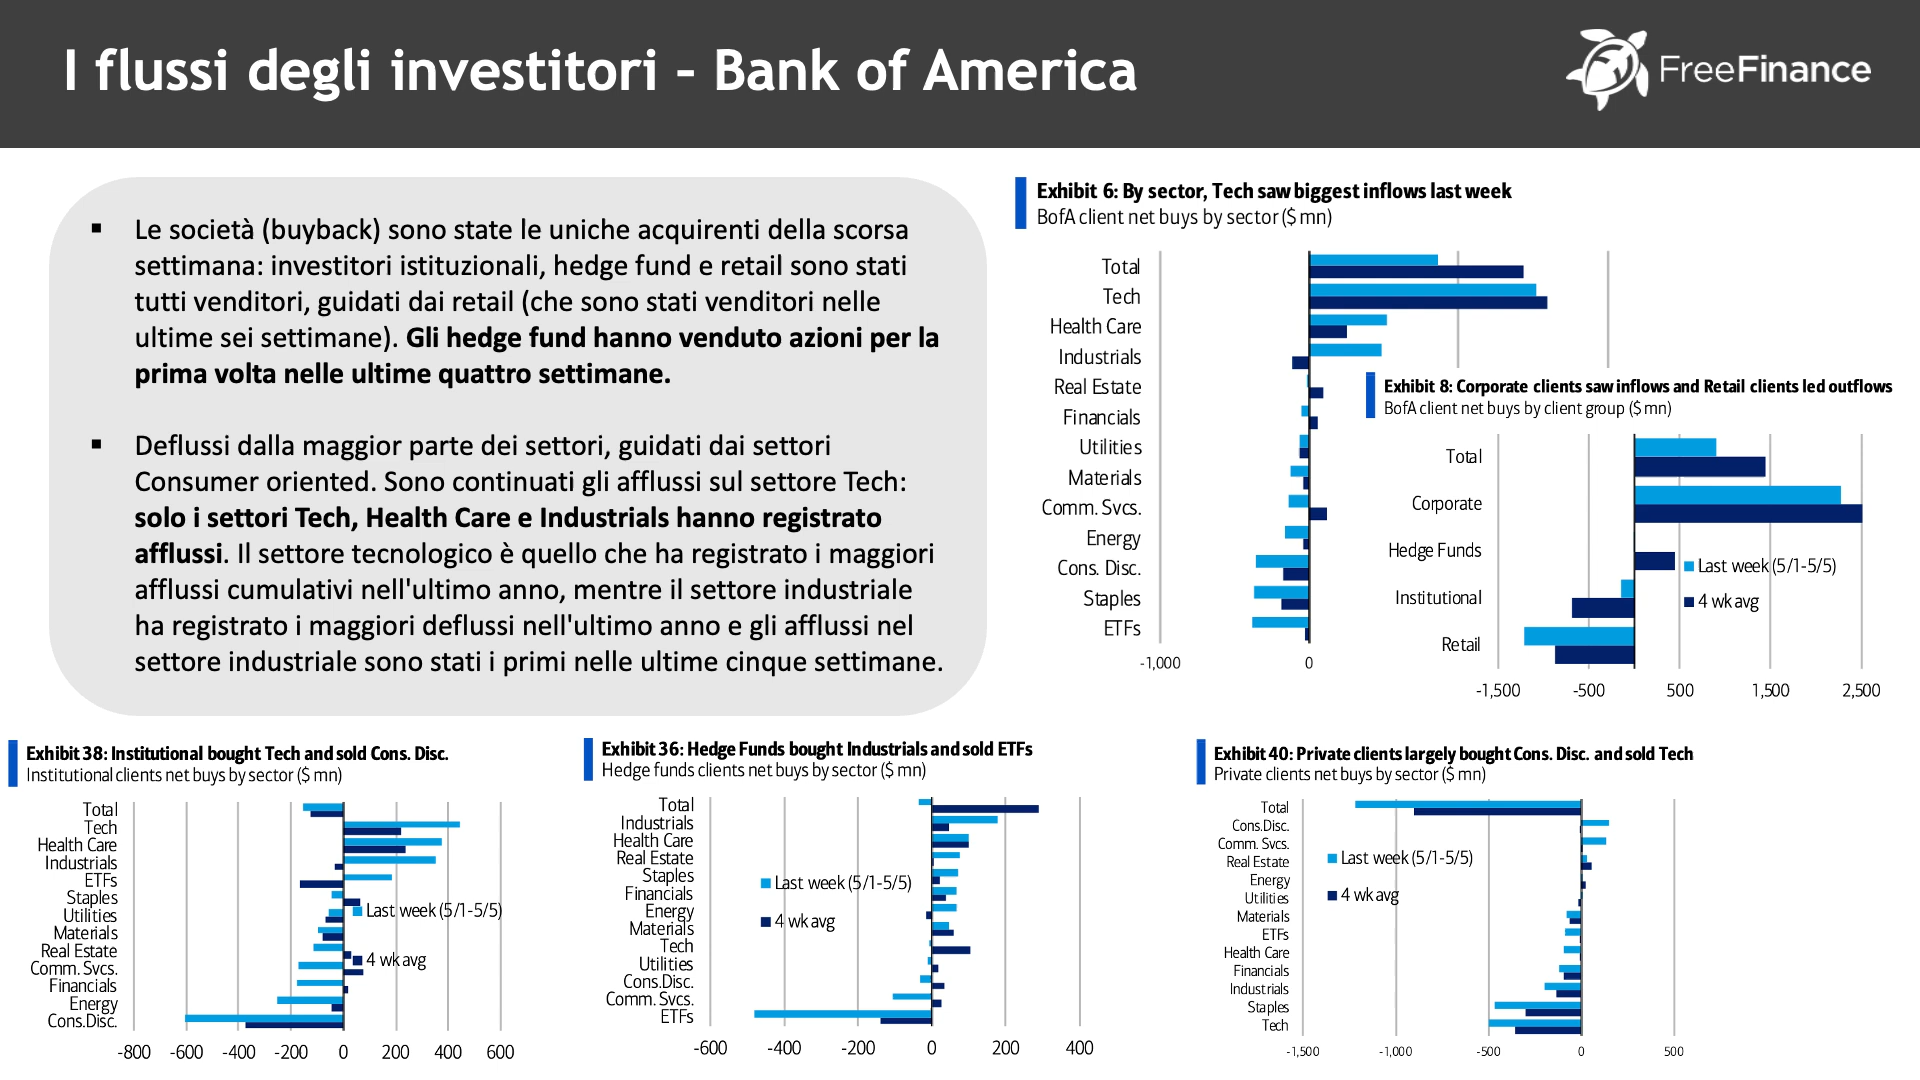 I flussi degli investitori – Bank of America
FreeFinance
▪ Le società (buyback) sono state le uniche acquirenti della scorsa
settimana: investitori istituzionali, hedge fund e retail sono stati
tutti venditori, guidati dai retail (che sono stati venditori nelle
ultime sei settimane). Gli hedge fund hanno venduto azioni per la
prima volta nelle ultime quattro settimane.
▪ Deflussi dalla maggior parte dei settori, guidati dai settori
Consumer oriented. Sono continuati gli afflussi sul settore Tech:
solo i settori Tech, Health Care e Industrials hanno registrato
afflussi. Il settore tecnologico è quello che ha registrato i maggiori
afflussi cumulativi nell'ultimo anno, mentre il settore industriale
ha registrato i maggiori deflussi nell'ultimo anno e gli afflussi nel
settore industriale sono stati i primi nelle ultime cinque settimane.
Exhibit 6: By sector, Tech saw biggest inflows last week
BofA client net buys by sector ($ mn)
Total
Tech
Health Care
Industrials
Real Estate
Financials
Utilities
Materials
Comm. Svcs.
Energy
Cons. Disc.
Staples
ETFs
-1,000 0
Exhibit 8: Corporate clients saw inflows and Retail clients led outflows
BofA client net buys by client group ($ mn)
Total
Corporate
Hedge Funds
Institutional
Retail
Last week (5/1-5/5)
4 wk avg
-1,500 -500 500 1,500 2,500
Exhibit 38: Institutional bought Tech and sold Cons. Disc.
Institutional clients net buys by sector ($ mn)
Total
Tech
Health Care
Industrials
ETFs
Staples
Utilities
Materials
Real Estate
Comm. Svcs.
Financials
Energy
Cons.Disc.
Last week (5/1-5/5)
4 wk avg
-800 -600 -400 -200 0 200 400 600
Exhibit 36: Hedge Funds bought Industrials and sold ETFs
Hedge funds clients net buys by sector ($ mn)
Total
Industrials
Health Care
Real Estate
Staples
Financials
Energy
Materials
Tech
Utilities
Cons.Disc.
Comm. Svcs.
ETFs
Last week (5/1-5/5)
4 wk avg
-600 -400 -200 0 200 400
Exhibit 40: Private clients largely bought Cons. Disc. and sold Tech
Private clients net buys by sector ($ mn)
Total
Cons.Disc.
Comm. Svcs.
Real Estate
Energy
Utilities
Materials
ETFs
Health Care
Financials
Industrials
Staples
Tech
Last week (5/1-5/5)
4 wk avg
-1,500 -1,000 -500 0 500